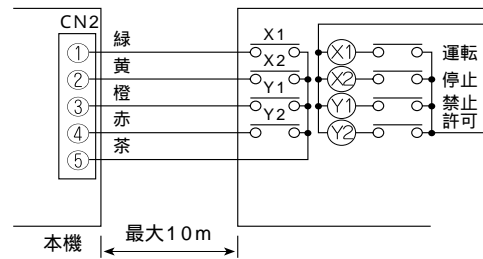 CN2
① 緑 X1 X1 運転
② 黄 X2 X2 停止
③ 橙 Y1 Y1 禁止
④ 赤 Y2 Y2 許可
⑤ 茶
本機 最大10m